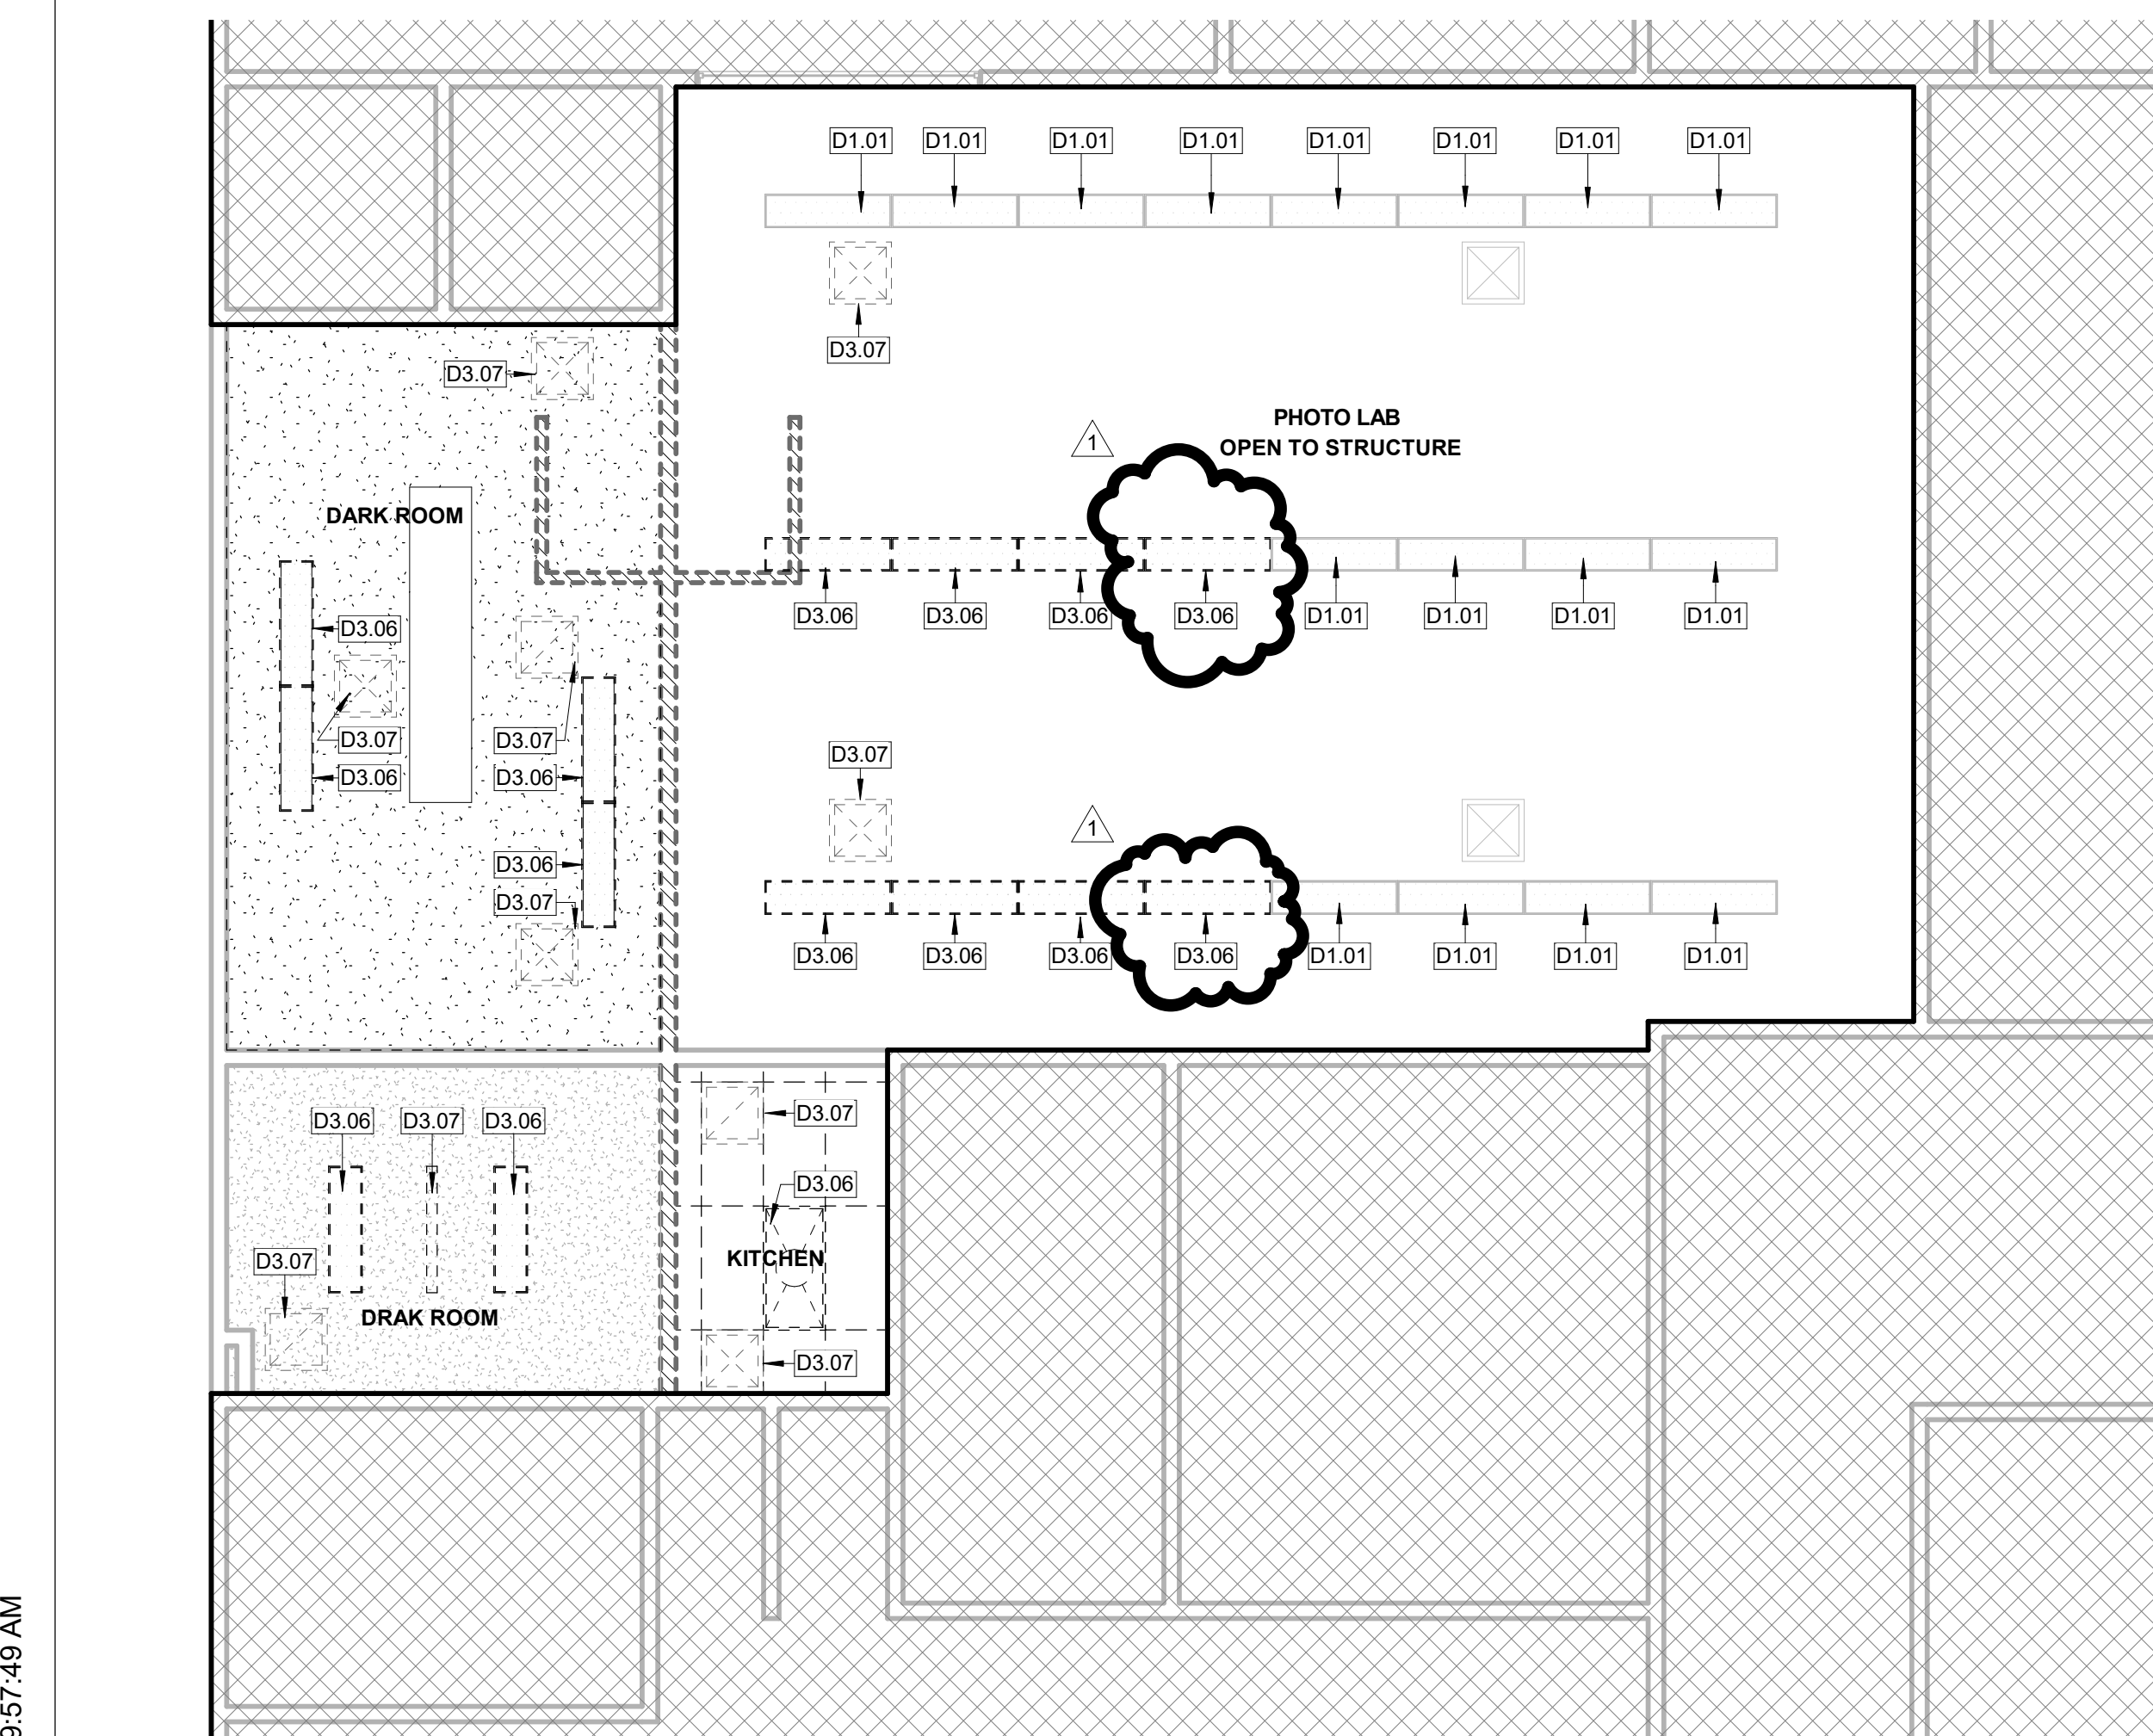 D1.01 D1.01 D1.01 D1.01 D1.01 D1.01 D1.01 D1.01
D3.07
D3.07
PHOTO LAB
OPEN TO STRUCTURE
1
DARK ROOM
D3.06 D3.06 D3.06 D3.06 D1.01 D1.01 D1.01 D1.01
D3.06
D3.07 D3.07
D3.06 D3.06
D3.07
1
D3.06
D3.07
D3.06 D3.06 D3.06 D3.06 D1.01 D1.01 D1.01 D1.01
D3.06 D3.07 D3.06
D3.07
D3.06
KITCHEN
D3.07
DRAK ROOM
D3.07
9:57:49 AM